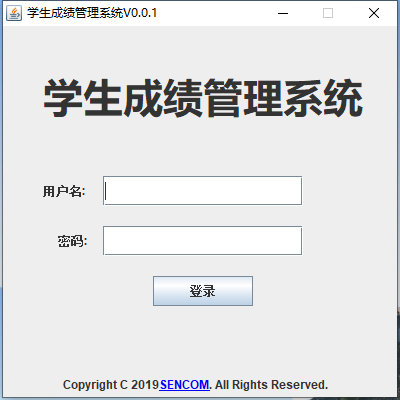 学生成绩管理系统V0.0.1
学生成绩管理系统
用户名:
密码:
登录
Copyright C 2019SENCOM. All Rights Reserved.